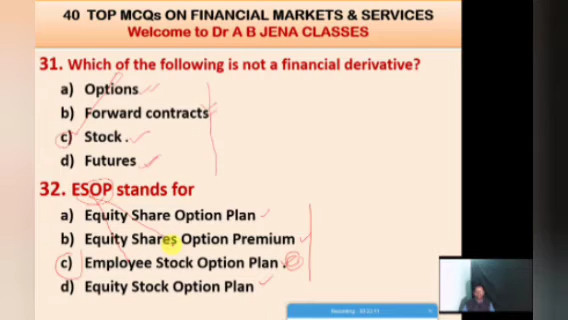 40 TOP MCQs ON FINANCIAL MARKETS & SERVICES
Welcome to Dr A B JENA CLASSES
31. Which of the following is not a financial derivative?
a) Options
b) Forward contracts
c) Stock .
d) Futures
32. ESOP stands for
a) Equity Share Option Plan
b) Equity Shares Option Premium
c) Employee Stock Option Plan .
d) Equity Stock Option Plan